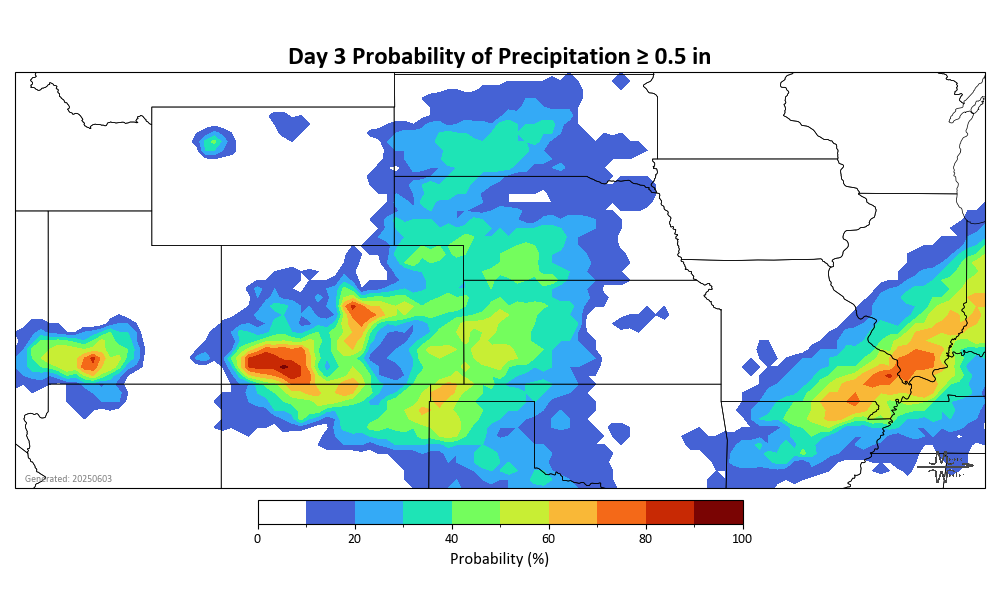 Day 3 Probability of Precipitation ≥ 0.5 in
Generated: 20250603
0 20 40 60 80 100
Probability (%)